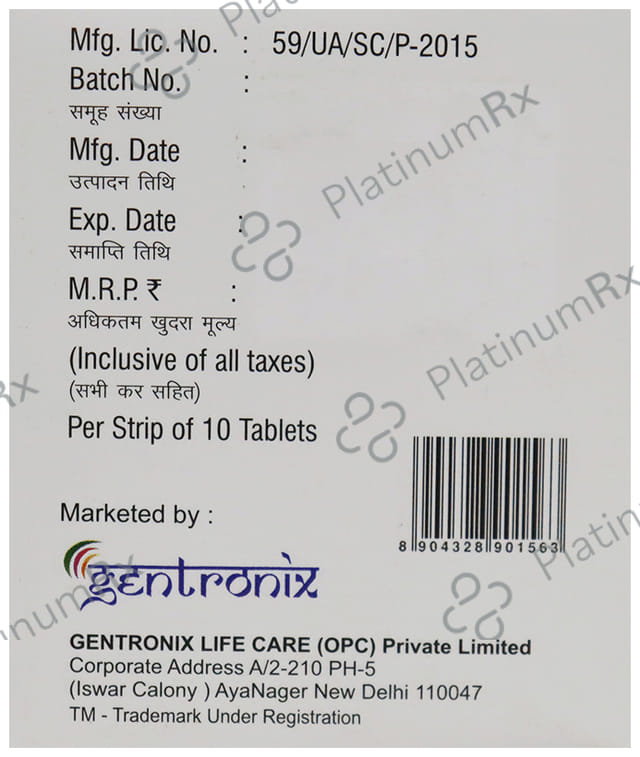 Mfg. Lic. No. : 59/UA/SC/P-2015
Batch No. :
समूह संख्या
Mfg. Date :
उत्पादन तिथि
Exp. Date :
समाप्ति तिथि
M.R.P. ₹ :
अधिकतम खुदरा मूल्य
(Inclusive of all taxes)
(सभी कर सहित)
Per Strip of 10 Tablets
8 904328 901563
Marketed by :
gentronix
GENTRONIX LIFE CARE (OPC) Private Limited
Corporate Address A/2-210 PH-5
(Iswar Calony ) AyaNager New Delhi 110047
TM - Trademark Under Registration
PlatinumRx
PlatinumRx
PlatinumRx
PlatinumRx